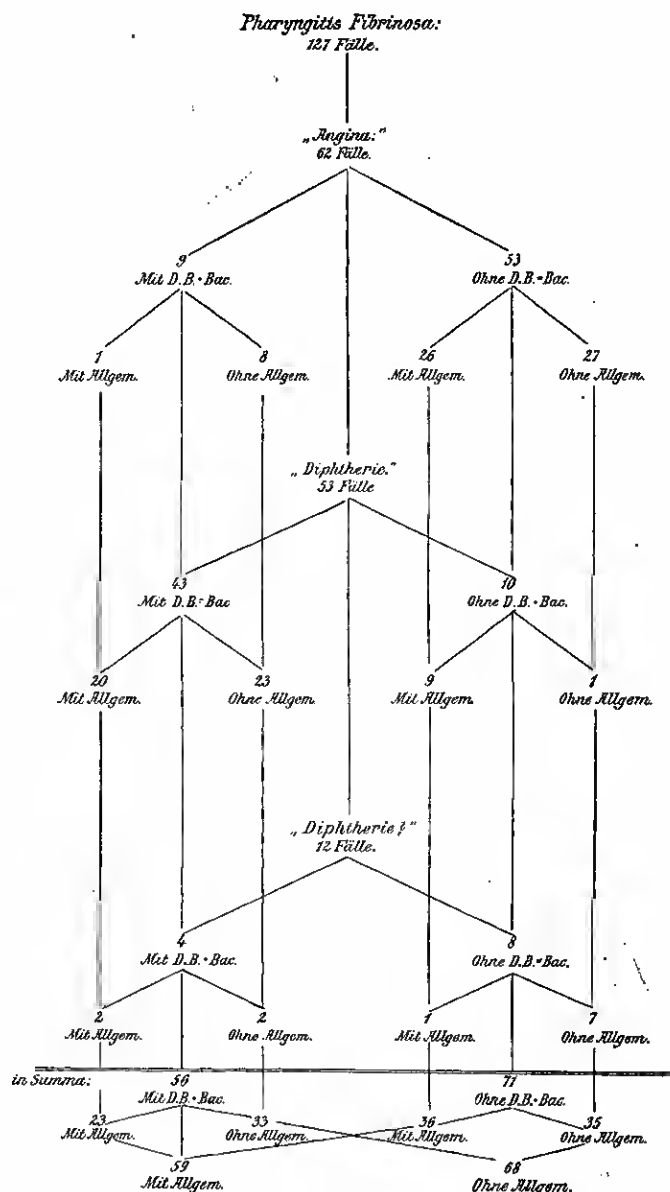 Pharyngitis Fibrinosa:
127 Fälle.
„Angina:"
62 Fälle.
9 53
Mit D.B.-Bac. Ohne D.B.-Bac.
1 8 26 27
Mit Allgem. Ohne Allgem. Mit Allgem. Ohne Allgem.
„Diphtherie."
53 Fälle
43 10
Mit D.B.-Bac Ohne D.B.-Bac.
20 23 9 1
Mit Allgem. Ohne Allgem. Mit Allgem. Ohne Allgem.
„Diphtherie?"
12 Fälle.
4 8
Mit D.B.-Bac. Ohne D.B.-Bac.
2 2 1 7
Mit Allgem. Ohne Allgem. Mit Allgem. Ohne Allgem.
in Summa: 56 71
Mit D.B.-Bac. Ohne D.B.-Bac.
23 33 36 35
Mit Allgem. Ohne Allgem. Mit Allgem. Ohne Allgem.
59 68
Mit Allgem. Ohne Allgem.